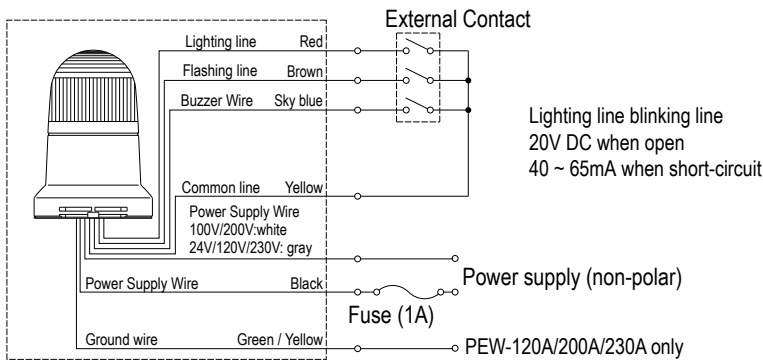 External Contact
Lighting line Red
Flashing line Brown
Buzzer Wire Sky blue
Lighting line blinking line
20V DC when open
40 ~ 65mA when short-circuit
Common line Yellow
Power Supply Wire
100V/200V:white
24V/120V/230V: gray
Power supply (non-polar)
Power Supply Wire Black
Fuse (1A)
Ground wire Green / Yellow
PEW-120A/200A/230A only